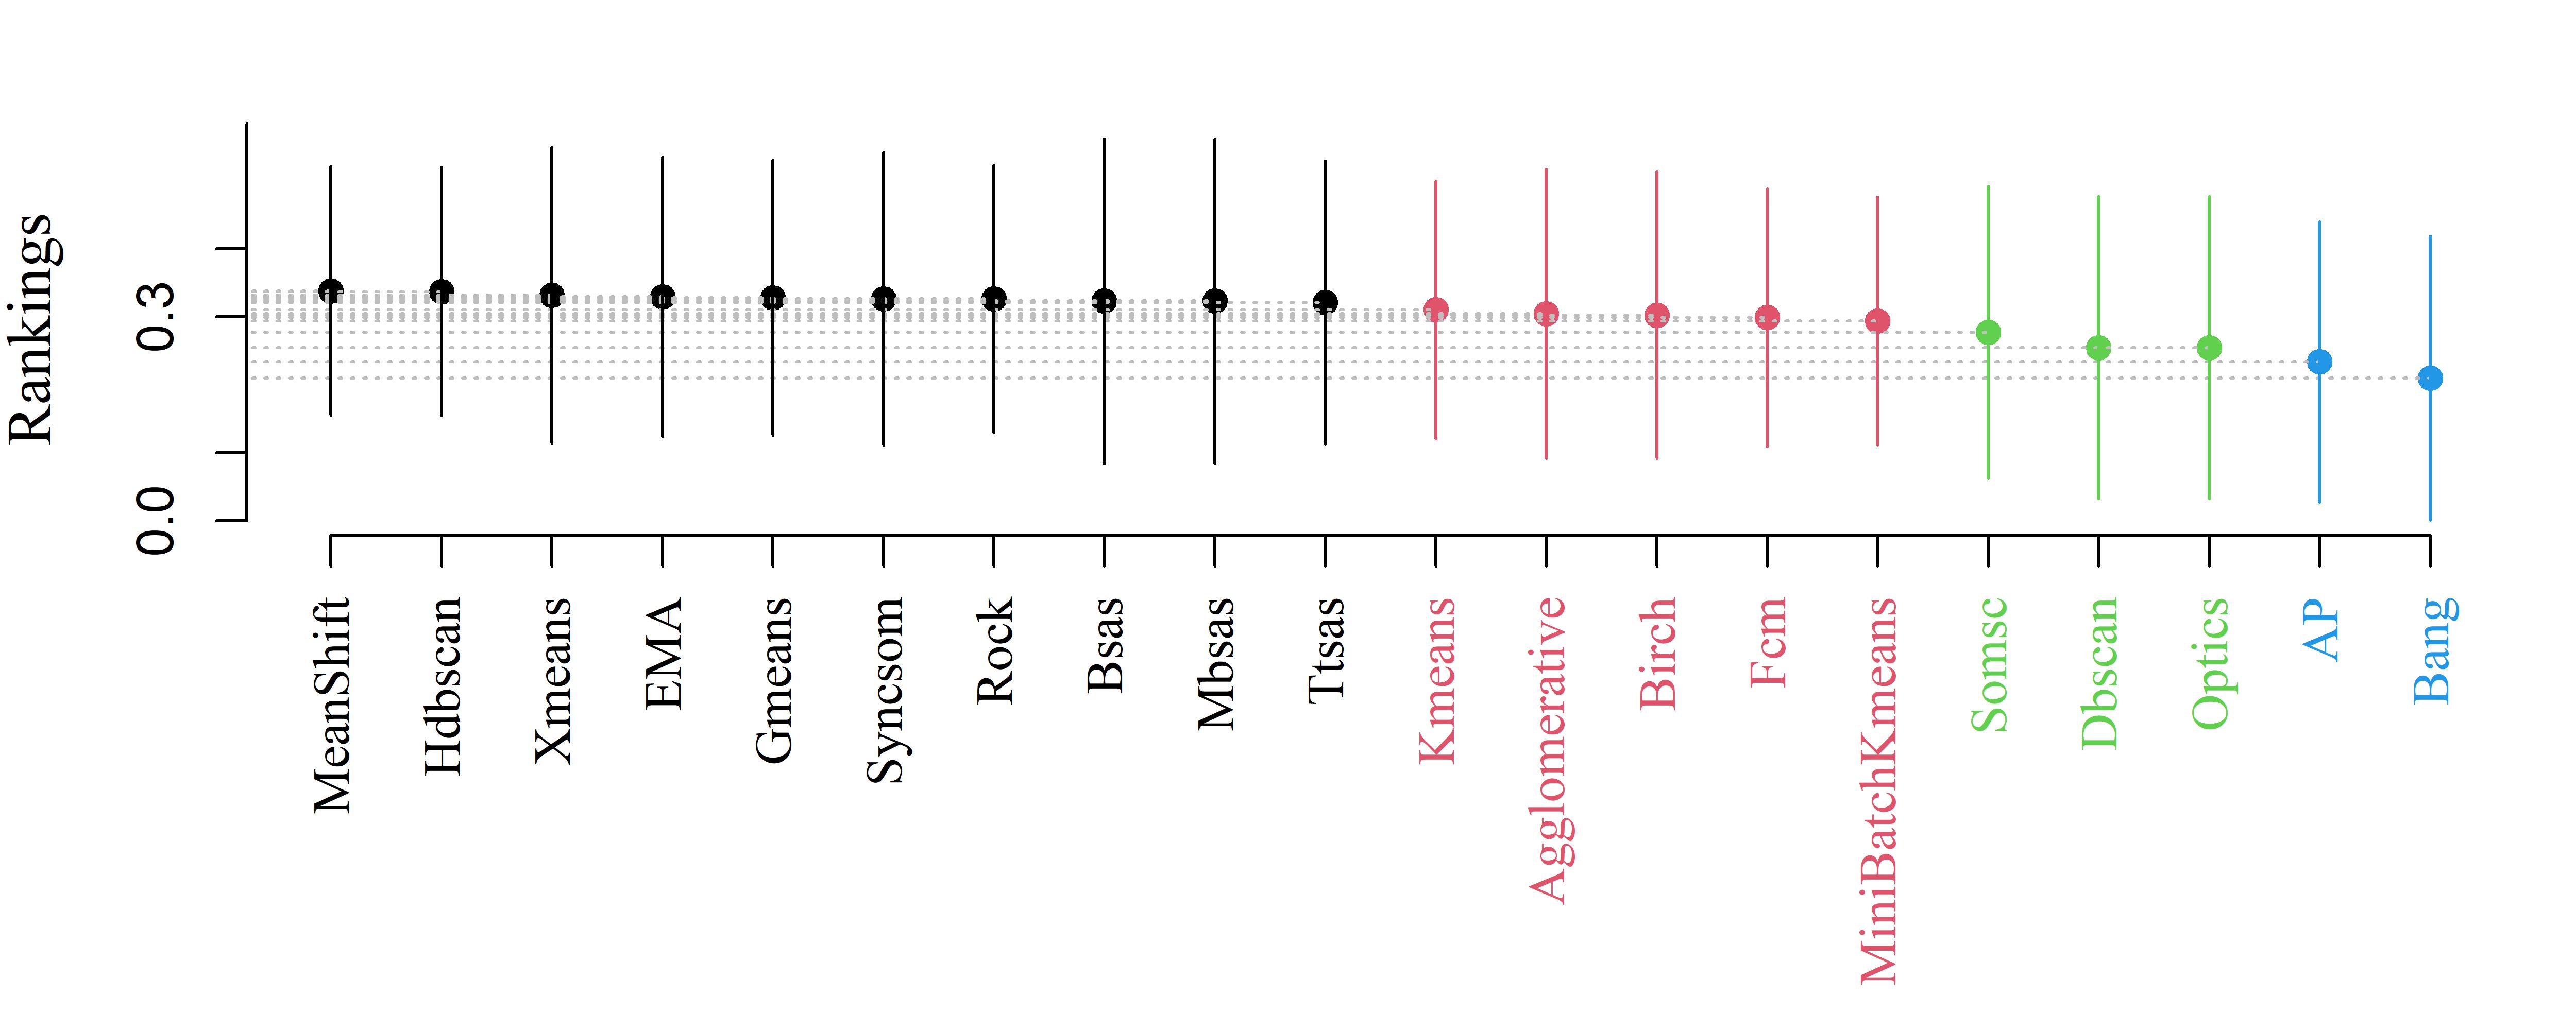 Rankings
0.3
0.0
MeanShift
Hdbscan
Xmeans
EMA
Gmeans
Syncsom
Rock
Bsas
Mbsas
Ttsas
Kmeans
Agglomerative
Birch
Fcm
MiniBatchKmeans
Somsc
Dbscan
Optics
AP
Bang